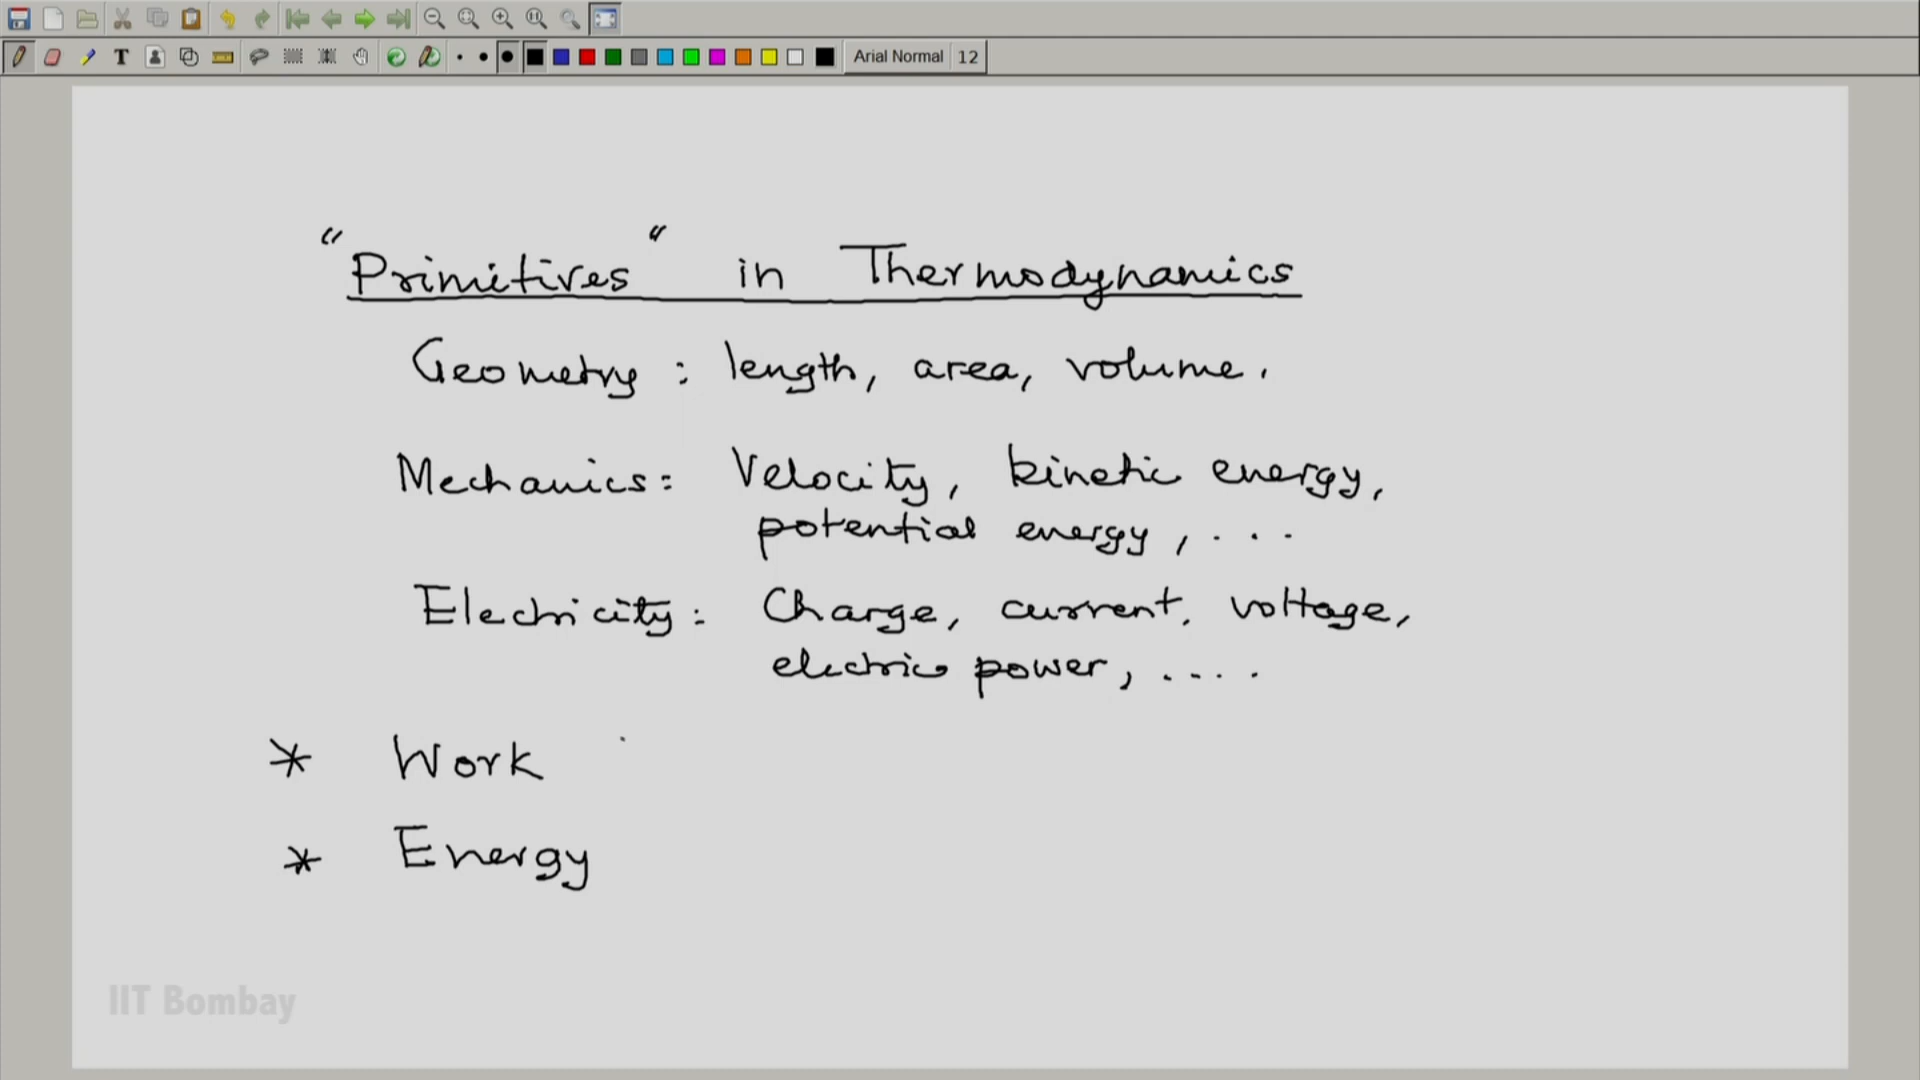 Arial Normal 12
"Primitives" in Thermodynamics
Geometry : length, area, volume.
Mechanics : Velocity, kinetic energy,
potential energy, ....
Electricity : Charge, current, voltage,
electric power, ....
* Work
* Energy
IIT Bombay